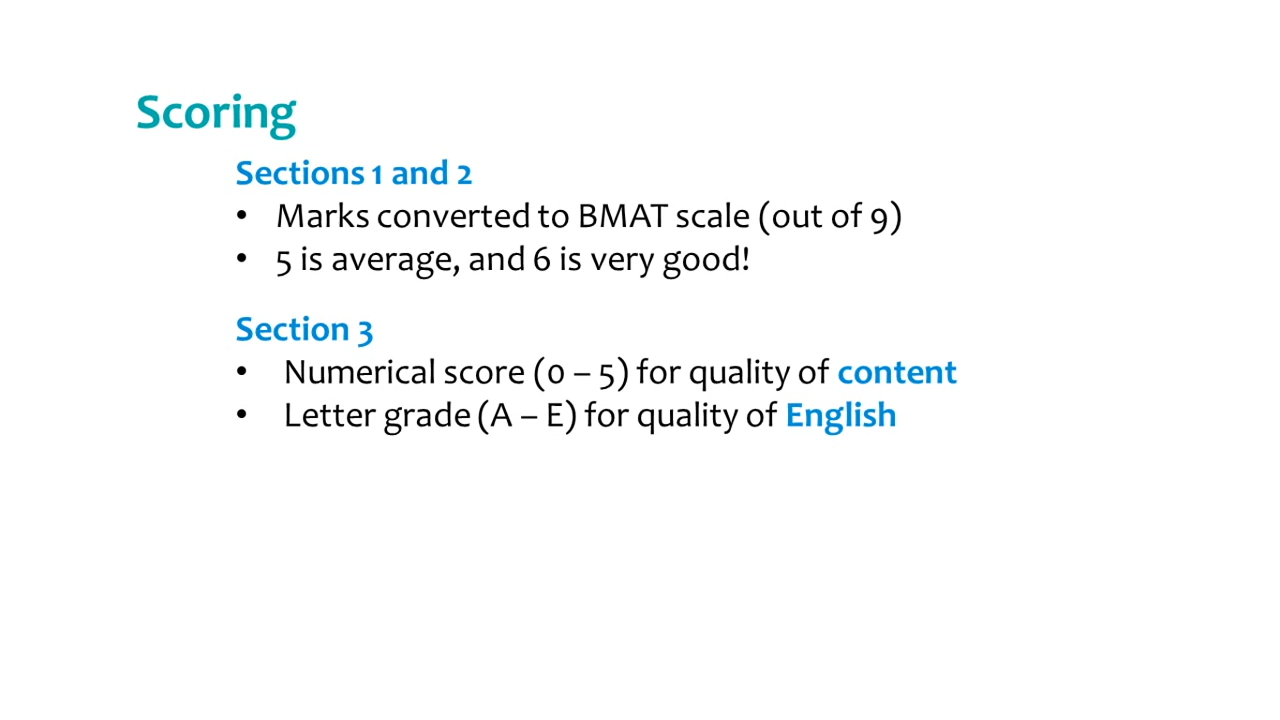 Scoring
Sections 1 and 2
• Marks converted to BMAT scale (out of 9)
• 5 is average, and 6 is very good!
Section 3
• Numerical score (0 – 5) for quality of content
• Letter grade (A – E) for quality of English